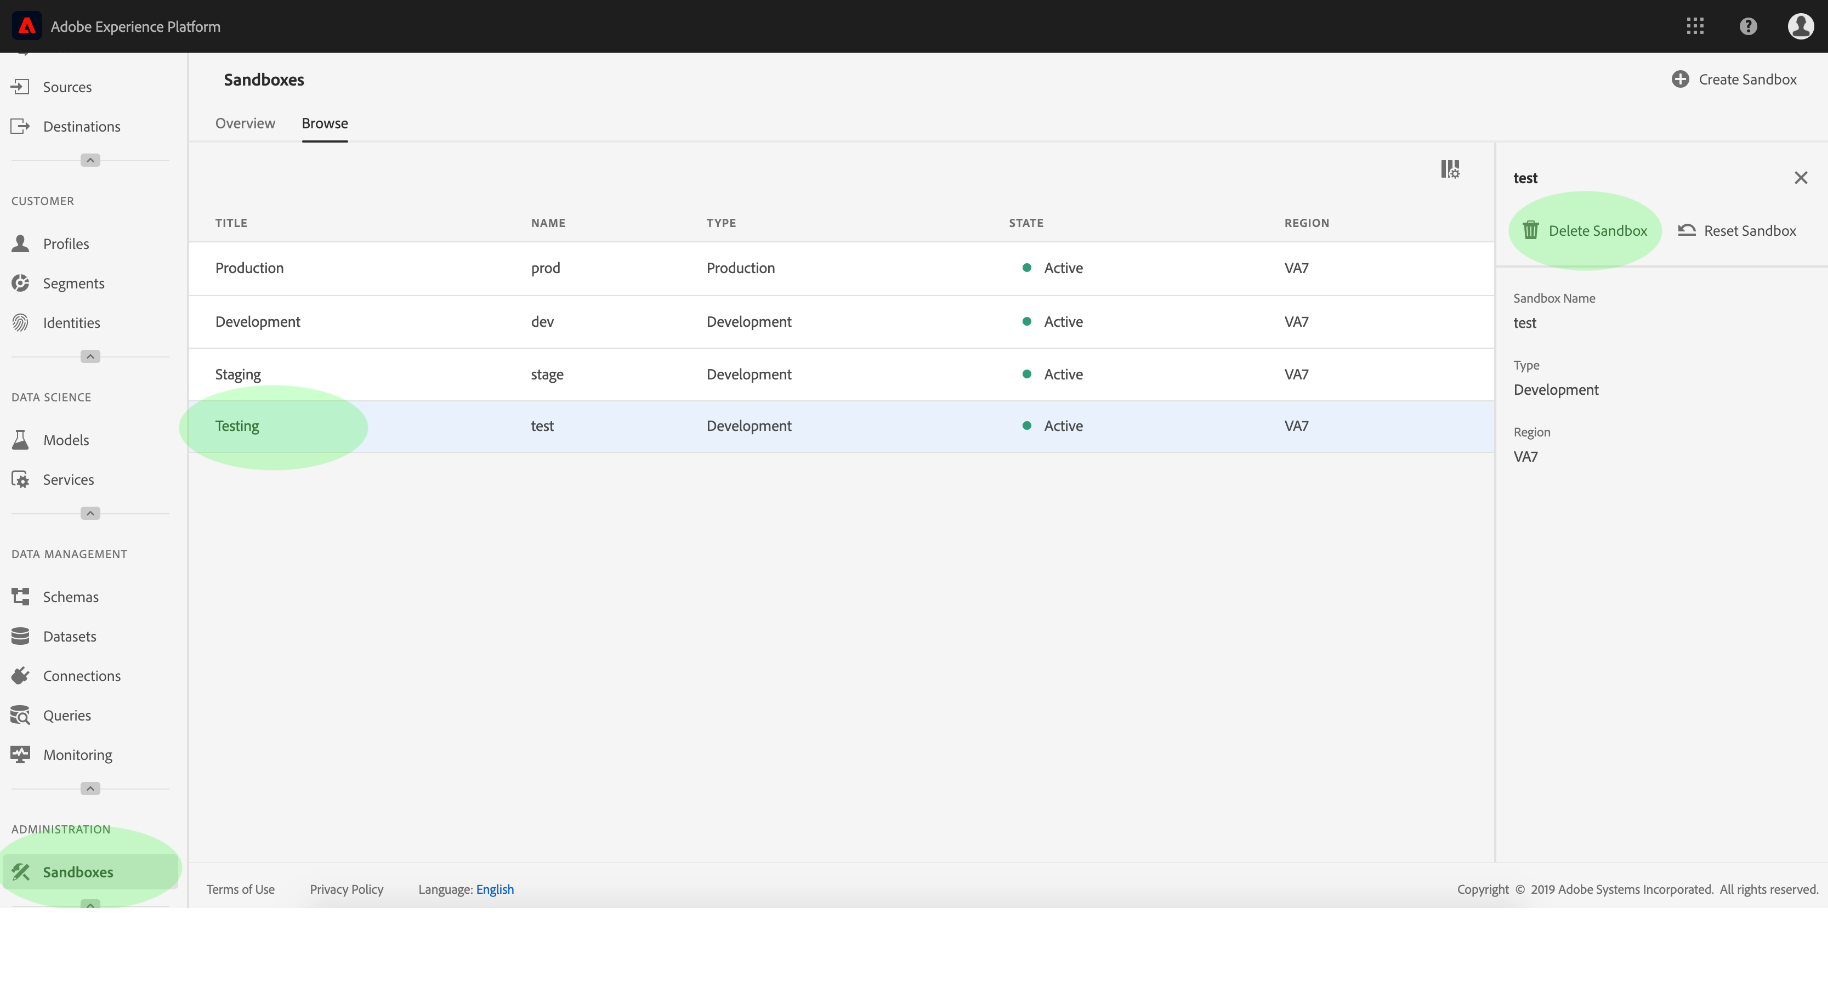 Adobe Experience Platform
Sources
Destinations
CUSTOMER
Profiles
Segments
Identities
DATA SCIENCE
Models
Services
DATA MANAGEMENT
Schemas
Datasets
Connections
Queries
Monitoring
ADMINISTRATION
Sandboxes
Sandboxes
Create Sandbox
Overview Browse
TITLE NAME TYPE STATE REGION
Production prod Production Active VA7
Development dev Development Active VA7
Staging stage Development Active VA7
Testing test Development Active VA7
test
Delete Sandbox Reset Sandbox
Sandbox Name
test
Type
Development
Region
VA7
Terms of Use Privacy Policy Language: English Copyright © 2019 Adobe Systems Incorporated. All rights reserved.